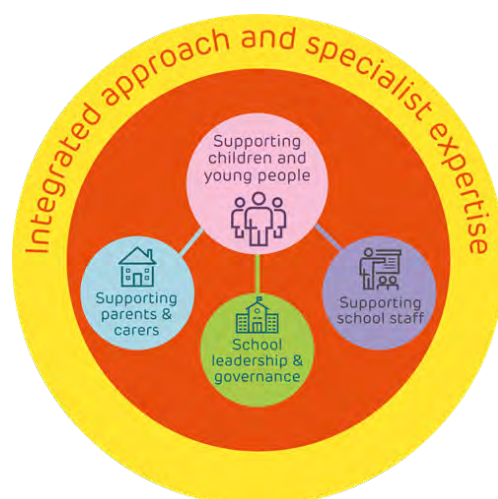 Integrated approach and specialist expertise
Supporting
children and
young people
Supporting
parents &
carers
School
leadership &
governance
Supporting
school staff